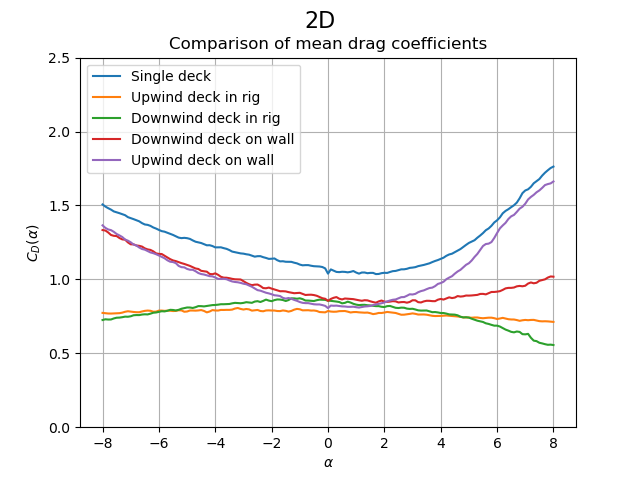 2D
Comparison of mean drag coefficients
Single deck
Upwind deck in rig
Downwind deck in rig
Downwind deck on wall
Upwind deck on wall
C_D(α)
2.5
2.0
1.5
1.0
0.5
0.0
−8 −6 −4 −2 0 2 4 6 8
α